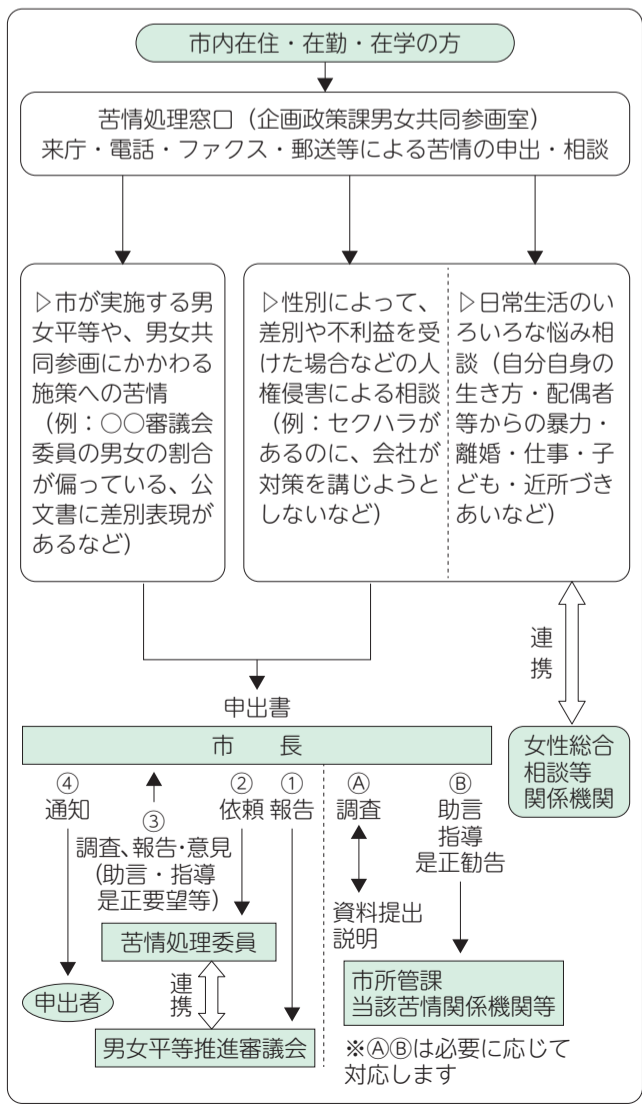 市内在住・在勤・在学の方
苦情処理窓口（企画政策課男女共同参画室）
来庁・電話・ファクス・郵送等による苦情の申出・相談
▷市が実施する男
女平等や、男女共
同参画にかかわる
施策への苦情
（例：○○審議会
委員の男女の割合
が偏っている、公
文書に差別表現が
あるなど）
▷性別によって、
差別や不利益を受
けた場合などの人
権侵害による相談
（例：セクハラが
あるのに、会社が
対策を講じようと
しないなど）
▷日常生活のい
ろいろな悩み相
談（自分自身の
生き方・配偶者
等からの暴力・
離婚・仕事・子
ども・近所づき
あいなど）
連携
申出書
市　長
女性総合
相談等
関係機関
④
通知
③
調査、報告・意見
（助言・指導
是正要望等）
②
依頼
①
報告
Ⓐ
調査
資料提出
説明
Ⓑ
助言
指導
是正勧告
苦情処理委員
連携
申出者
男女平等推進審議会
市所管課
当該苦情関係機関等
※ⒶⒷは必要に応じて
対応します